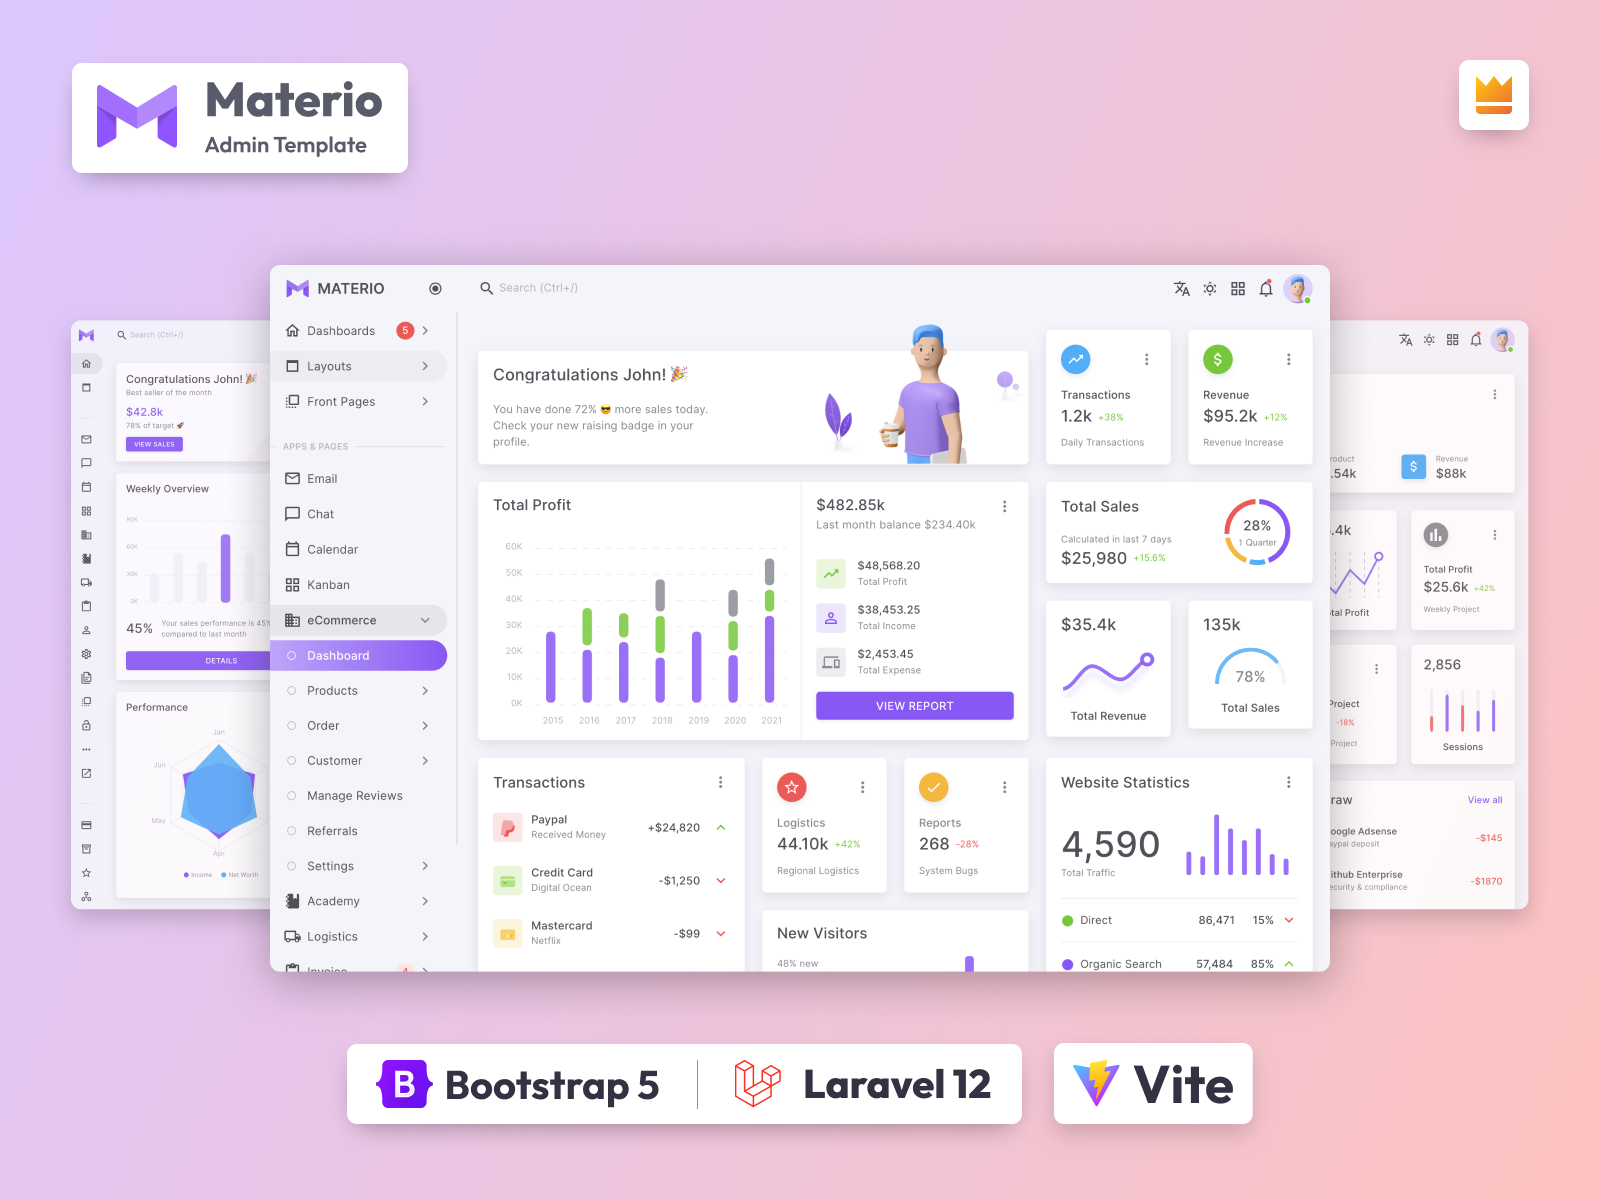 Materio
Admin Template
MATERIO
Search (Ctrl+/)
Dashboards 5
Layouts
Front Pages
APPS & PAGES
Email
Chat
Calendar
Kanban
eCommerce
Dashboard
Products
Order
Customer
Manage Reviews
Referrals
Settings
Academy
Logistics
Invoice 4
Congratulations John! 🎉
You have done 72% 😎 more sales today.
Check your new raising badge in your
profile.
Transactions
1.2k +38%
Daily Transactions
$
Revenue
$95.2k +12%
Revenue Increase
Total Profit
60K
50K
40K
30K
20K
10K
0K
2015 2016 2017 2018 2019 2020 2021
$482.85k
Last month balance $234.40k
$48,568.20
Total Profit
$38,453.25
Total Income
$2,453.45
Total Expense
VIEW REPORT
Total Sales
Calculated in last 7 days
$25,980 +15.6%
28%
1 Quarter
$35.4k
Total Revenue
135k
78%
Total Sales
Transactions
Paypal
Received Money
+$24,820
Credit Card
Digital Ocean
-$1,250
Mastercard
Netflix
-$99
Logistics
44.10k +42%
Regional Logistics
Reports
268 -28%
System Bugs
New Visitors
48% new
Website Statistics
4,590
Total Traffic
Direct 86,471 15%
Organic Search 57,484 85%
Search (Ctrl+/)
Congratulations John! 🎉
Best seller of the month
$42.8k
78% of target 🚀
VIEW SALES
Weekly Overview
90K
60K
30K
0K
45%
Your sales performance is 45%
compared to last month
DETAILS
Performance
Jan
Jun
May
Apr
Income Net Worth
roduct
.54k
$
Revenue
$88k
.4k
tal Profit
Total Profit
$25.6k +42%
Weekly Project
Project
-18%
Project
2,856
Sessions
raw
View all
oogle Adsense
aypal deposit
-$145
ithub Enterprise
ecurity & compliance
-$1870
B Bootstrap 5
Laravel 12
Vite